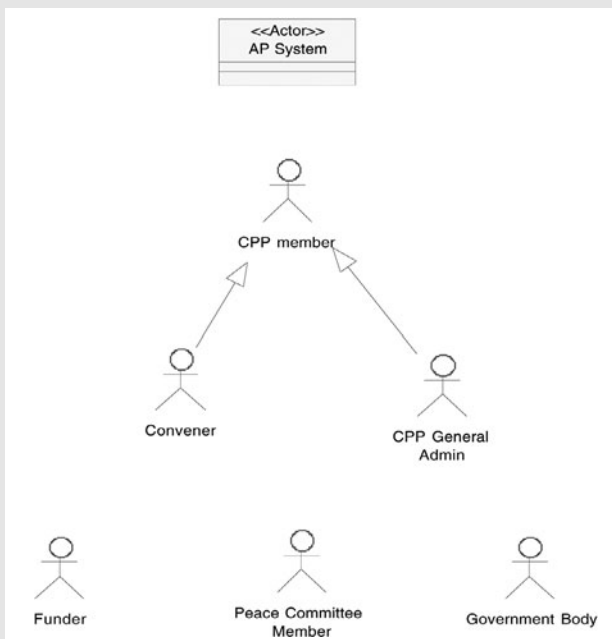 <<Actor>>
AP System
CPP member
Convener
CPP General
Admin
Funder
Peace Committee
Member
Government Body